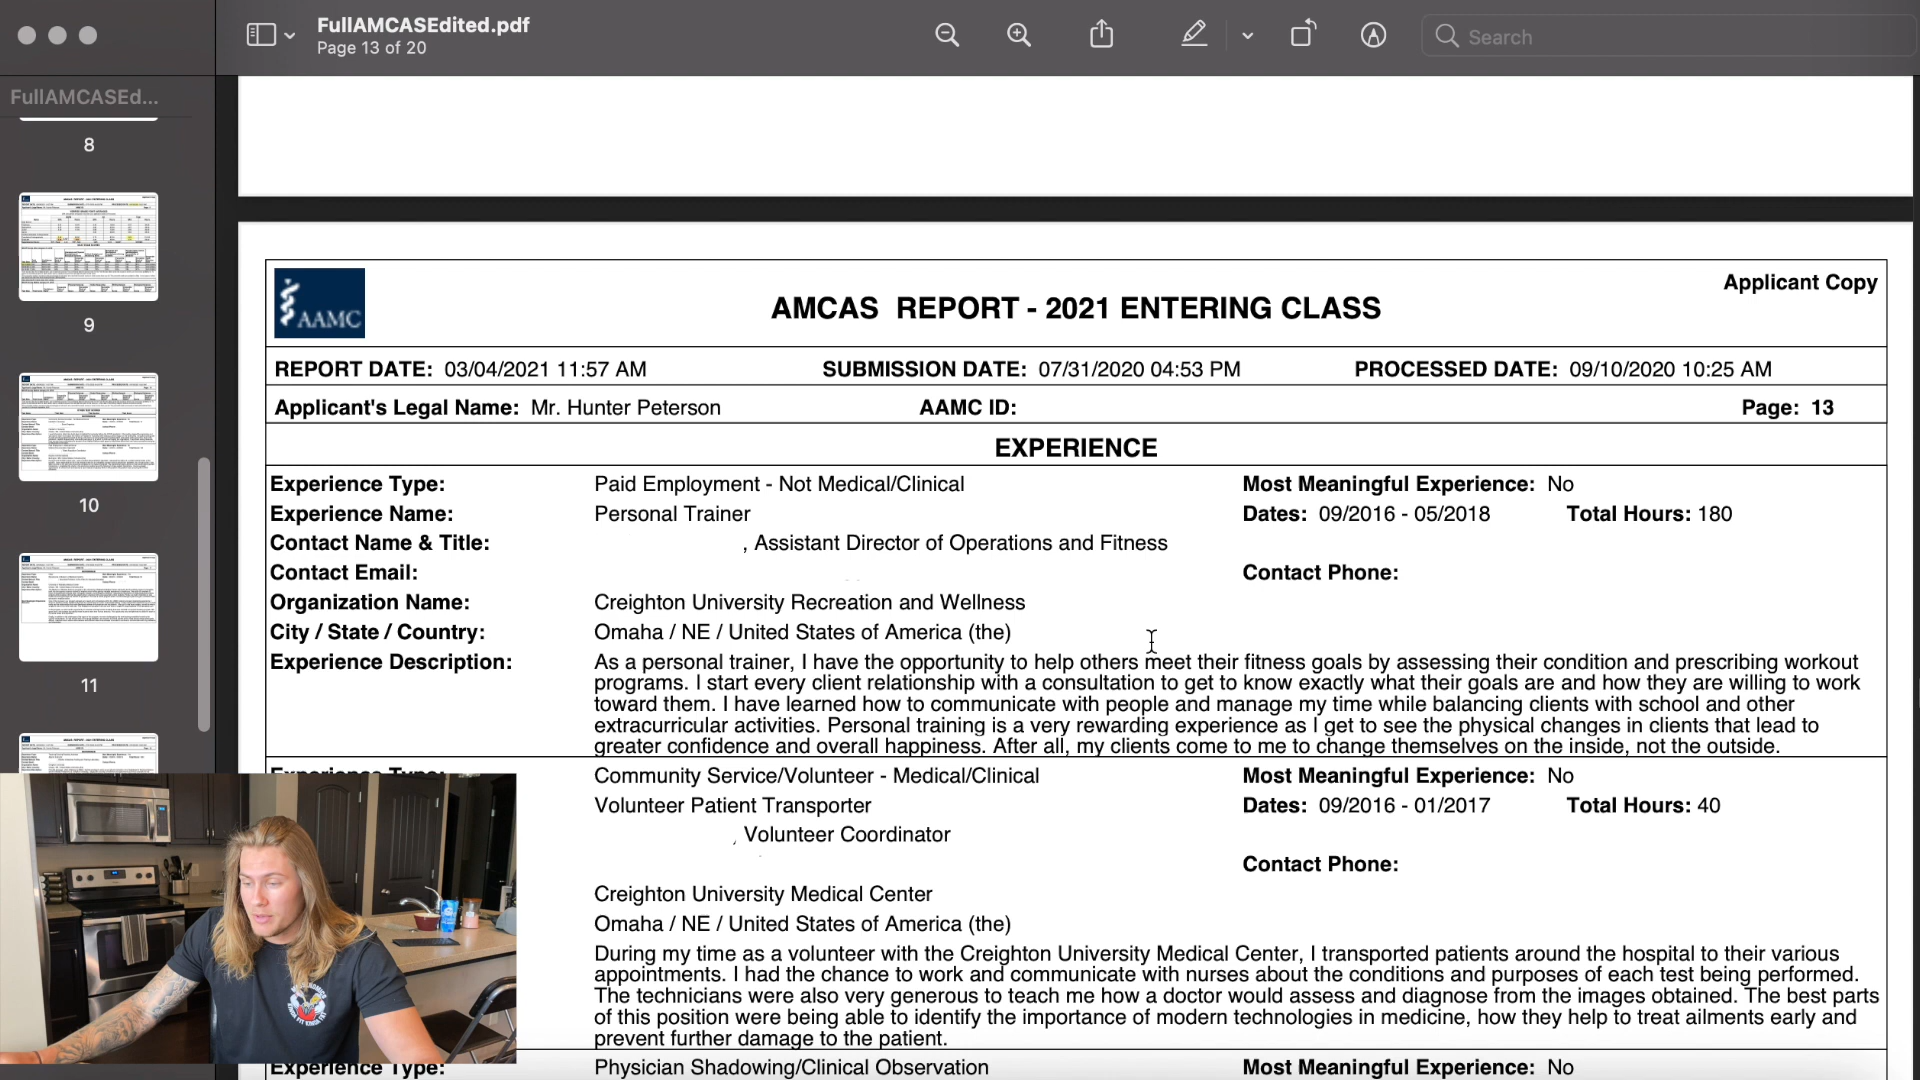 FullAMCASEdited.pdf
Page 13 of 20
Search
FullAMCASEd...
8
9
10
11
AAMC
AMCAS REPORT - 2021 ENTERING CLASS
Applicant Copy
REPORT DATE: 03/04/2021 11:57 AM SUBMISSION DATE: 07/31/2020 04:53 PM PROCESSED DATE: 09/10/2020 10:25 AM
Applicant's Legal Name: Mr. Hunter Peterson AAMC ID: Page: 13
EXPERIENCE
Experience Type: Paid Employment - Not Medical/Clinical Most Meaningful Experience: No
Experience Name: Personal Trainer Dates: 09/2016 - 05/2018 Total Hours: 180
Contact Name & Title: , Assistant Director of Operations and Fitness
Contact Email: Contact Phone:
Organization Name: Creighton University Recreation and Wellness
City / State / Country: Omaha / NE / United States of America (the)
Experience Description: As a personal trainer, I have the opportunity to help others meet their fitness goals by assessing their condition and prescribing workout
programs. I start every client relationship with a consultation to get to know exactly what their goals are and how they are willing to work
toward them. I have learned how to communicate with people and manage my time while balancing clients with school and other
extracurricular activities. Personal training is a very rewarding experience as I get to see the physical changes in clients that lead to
greater confidence and overall happiness. After all, my clients come to me to change themselves on the inside, not the outside.
Experience Type: Community Service/Volunteer - Medical/Clinical Most Meaningful Experience: No
Volunteer Patient Transporter Dates: 09/2016 - 01/2017 Total Hours: 40
, Volunteer Coordinator
Contact Phone:
Creighton University Medical Center
Omaha / NE / United States of America (the)
During my time as a volunteer with the Creighton University Medical Center, I transported patients around the hospital to their various
appointments. I had the chance to work and communicate with nurses about the conditions and purposes of each test being performed.
The technicians were also very generous to teach me how a doctor would assess and diagnose from the images obtained. The best parts
of this position were being able to identify the importance of modern technologies in medicine, how they help to treat ailments early and
prevent further damage to the patient.
Experience Type: Physician Shadowing/Clinical Observation Most Meaningful Experience: No